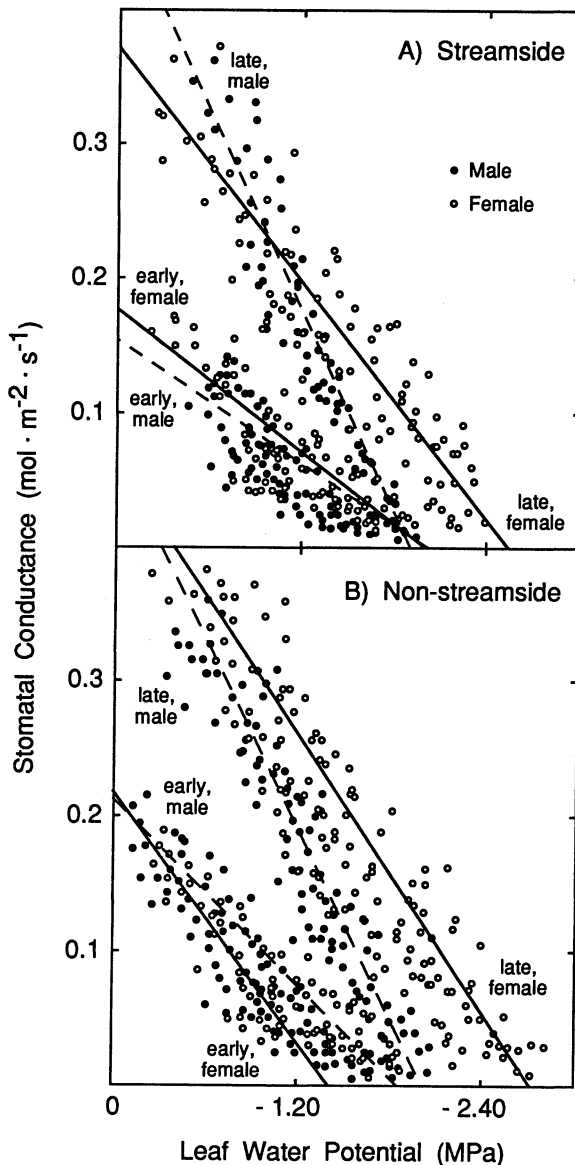 A) Streamside
late,
male
Male
Female
0.3
early,
female
0.2
early,
male
0.1
late,
female
Stomatal Conductance (mol · m⁻² · s⁻¹)
B) Non-streamside
0.3
late,
male
early,
male
0.2
0.1
late,
female
early,
female
0
- 1.20
- 2.40
Leaf Water Potential (MPa)